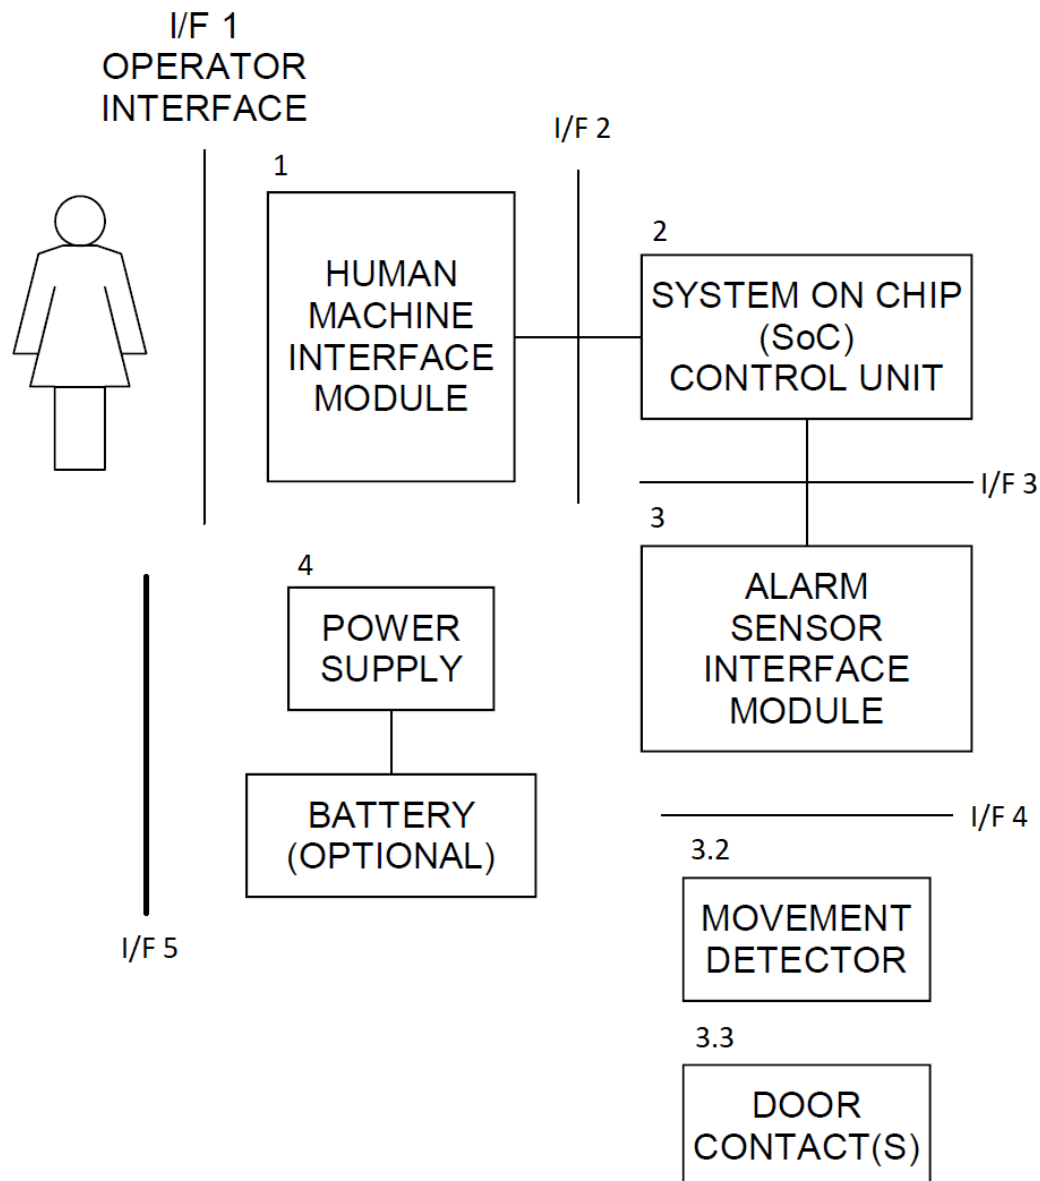 I/F 1
OPERATOR
INTERFACE
I/F 2
1
HUMAN
MACHINE
INTERFACE
MODULE
2
SYSTEM ON CHIP
(SoC)
CONTROL UNIT
I/F 3
3
ALARM
SENSOR
INTERFACE
MODULE
4
POWER
SUPPLY
BATTERY
(OPTIONAL)
I/F 5
I/F 4
3.2
MOVEMENT
DETECTOR
3.3
DOOR
CONTACT(S)